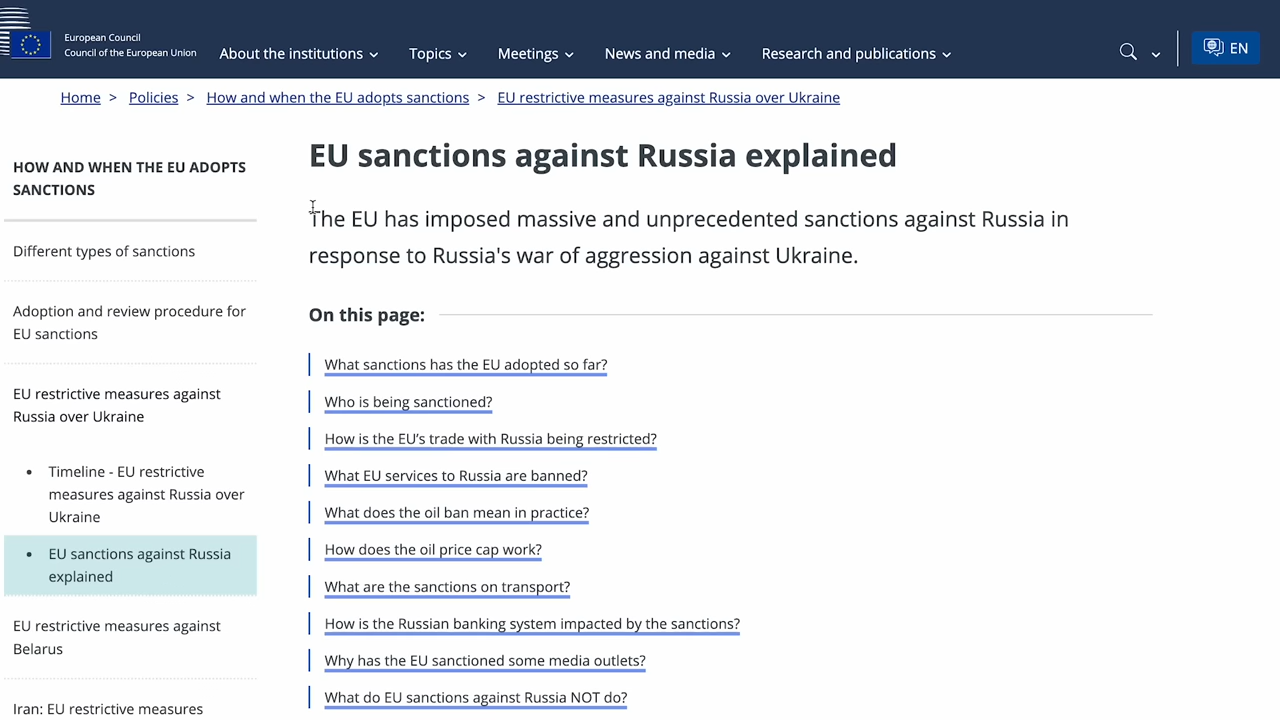 European Council
Council of the European Union
About the institutions
Topics
Meetings
News and media
Research and publications
EN
Home > Policies > How and when the EU adopts sanctions > EU restrictive measures against Russia over Ukraine
HOW AND WHEN THE EU ADOPTS
SANCTIONS
Different types of sanctions
Adoption and review procedure for
EU sanctions
EU restrictive measures against
Russia over Ukraine
• Timeline - EU restrictive
measures against Russia over
Ukraine
• EU sanctions against Russia
explained
EU restrictive measures against
Belarus
Iran: EU restrictive measures
EU sanctions against Russia explained
The EU has imposed massive and unprecedented sanctions against Russia in
response to Russia's war of aggression against Ukraine.
On this page:
What sanctions has the EU adopted so far?
Who is being sanctioned?
How is the EU’s trade with Russia being restricted?
What EU services to Russia are banned?
What does the oil ban mean in practice?
How does the oil price cap work?
What are the sanctions on transport?
How is the Russian banking system impacted by the sanctions?
Why has the EU sanctioned some media outlets?
What do EU sanctions against Russia NOT do?